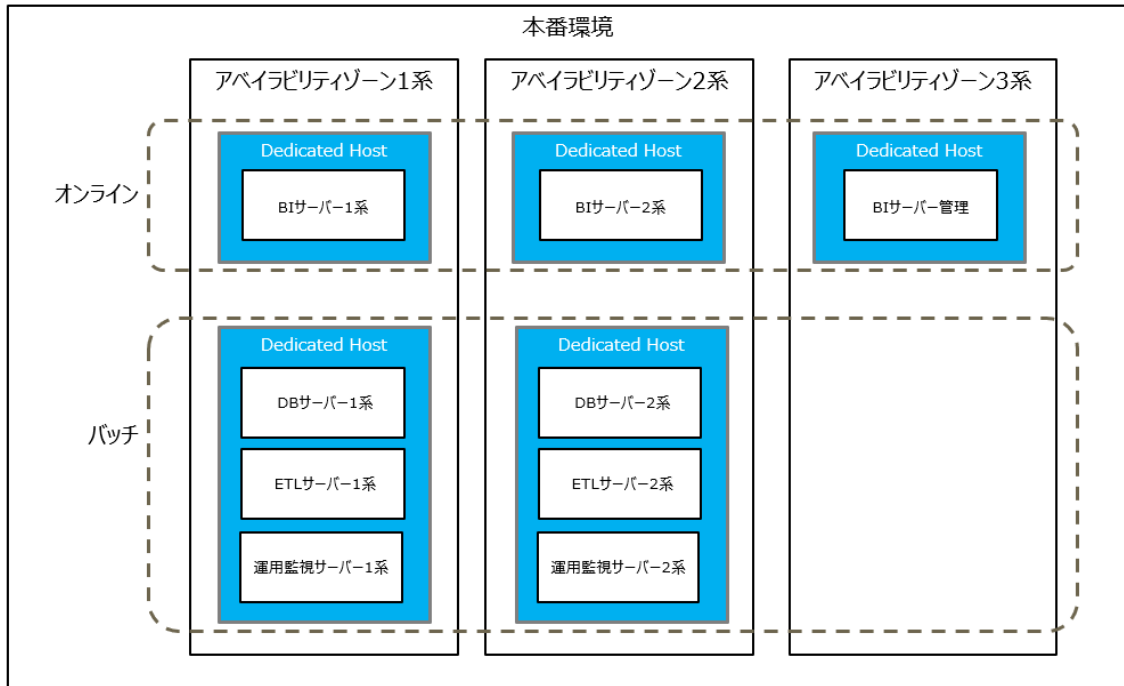 本番環境
アベイラビリティゾーン1系
アベイラビリティゾーン2系
アベイラビリティゾーン3系
オンライン
Dedicated Host
Dedicated Host
Dedicated Host
BIサーバー1系
BIサーバー2系
BIサーバー管理
バッチ
Dedicated Host
Dedicated Host
DBサーバー1系
DBサーバー2系
ETLサーバー1系
ETLサーバー2系
運用監視サーバー1系
運用監視サーバー2系